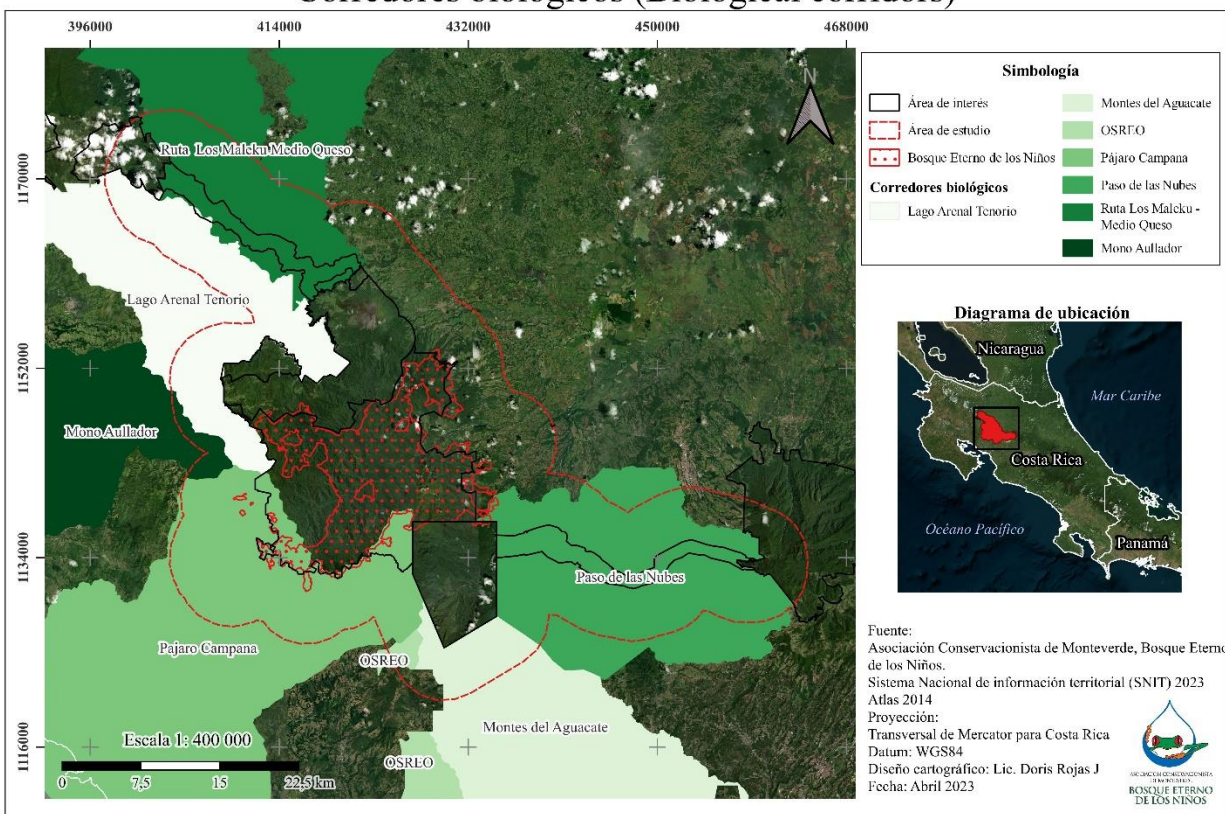 Corredores biológicos (Biological corridors)
396000 414000 432000 450000 468000
1170000
1152000
1134000
1116000
N
Ruta Los Maleku Medio Queso
Lago Arenal Tenorio
Mono Aullador
Paso de las Nubes
Pajaro Campana
OSREO
Montes del Aguacate
OSREO
Escala 1: 400 000
0 7,5 15 22,5 km
Simbología
Área de interés
Área de estudio
Bosque Eterno de los Niños
Corredores biológicos
Lago Arenal Tenorio
Montes del Aguacate
OSREO
Pájaro Campana
Paso de las Nubes
Ruta Los Maleku -
Medio Queso
Mono Aullador
Diagrama de ubicación
Nicaragua
Mar Caribe
Costa Rica
Océano Pacífico
Panamá
Fuente:
Asociación Conservacionista de Monteverde, Bosque Eterno
de los Niños.
Sistema Nacional de información territorial (SNIT) 2023
Atlas 2014
Proyección:
Transversal de Mercator para Costa Rica
Datum: WGS84
Diseño cartográfico: Lic. Doris Rojas J
Fecha: Abril 2023
ASOCIACIÓN CONSERVACIONISTA
DE MONTEVERDE
BOSQUE ETERNO
DE LOS NIÑOS